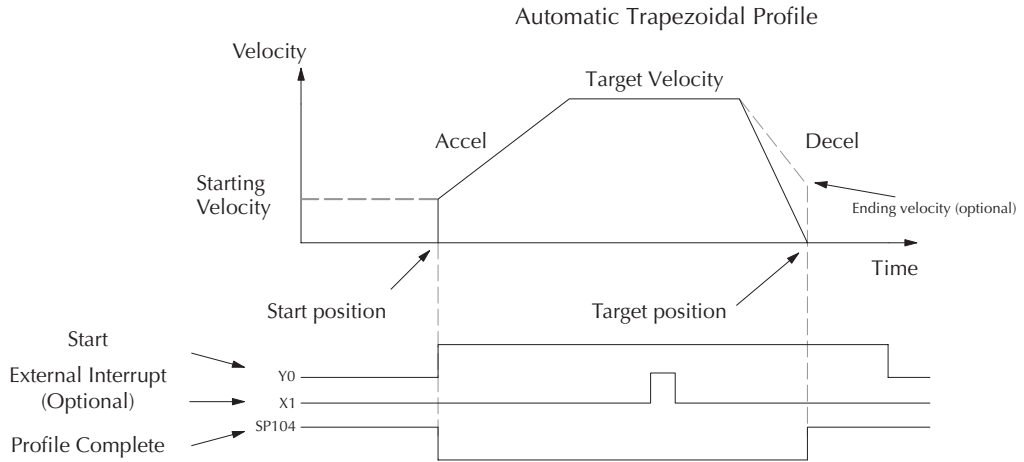 Automatic Trapezoidal Profile
Velocity
Target Velocity
Accel
Decel
Starting
Velocity
Ending velocity (optional)
Time
Start position
Target position
Start
External Interrupt
(Optional)
Profile Complete
Y0
X1
SP104